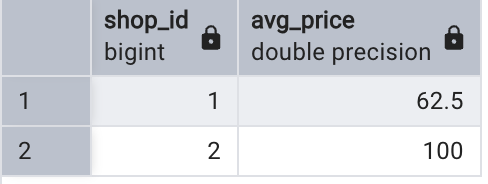 shop_id avg_price
bigint double precision
1 1 62.5
2 2 100